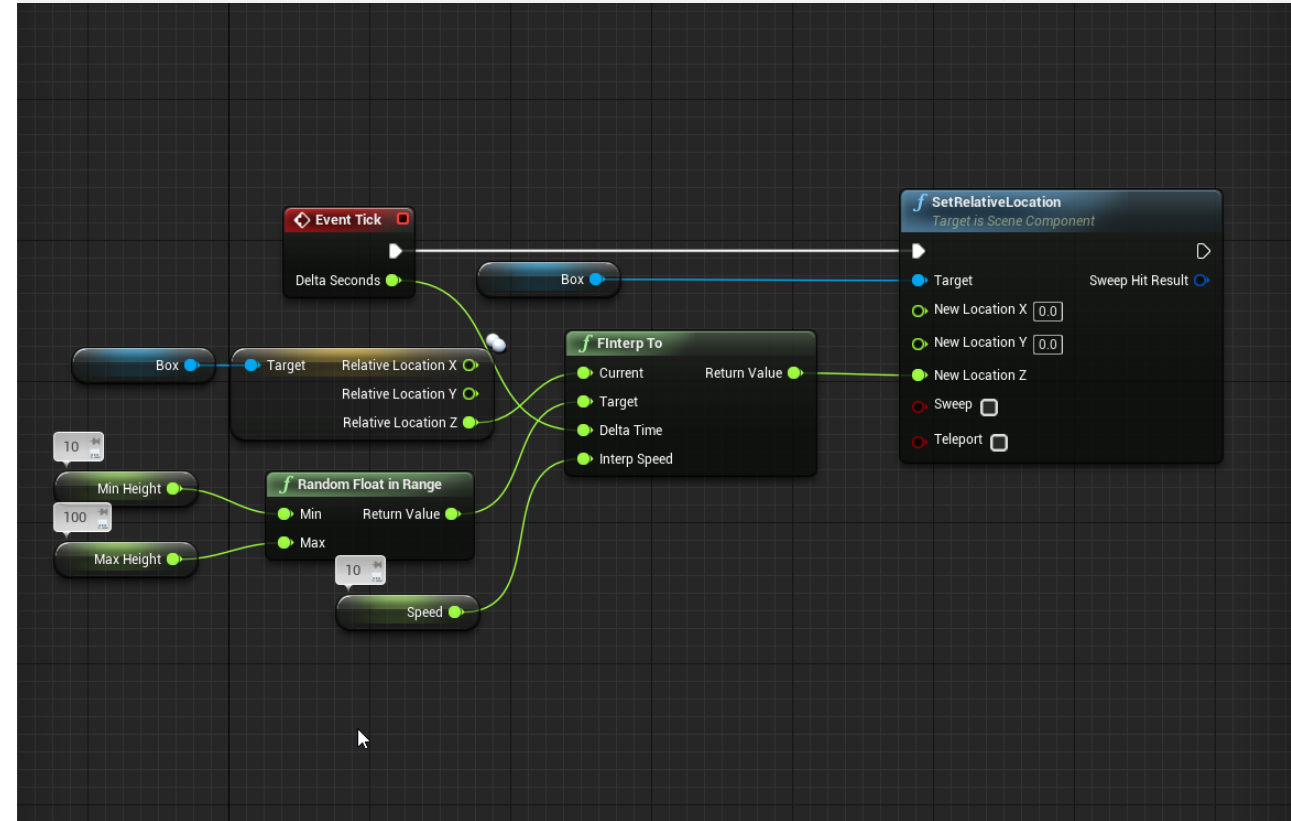 SetRelativeLocation
Target is Scene Component
Event Tick
Delta Seconds
Box
Target
Sweep Hit Result
New Location X 0.0
New Location Y 0.0
New Location Z
Sweep
Teleport
FInterp To
Current
Return Value
Target
Delta Time
Interp Speed
Box
Target
Relative Location X
Relative Location Y
Relative Location Z
10
Min Height
100
Max Height
Random Float in Range
Min
Return Value
Max
10
Speed